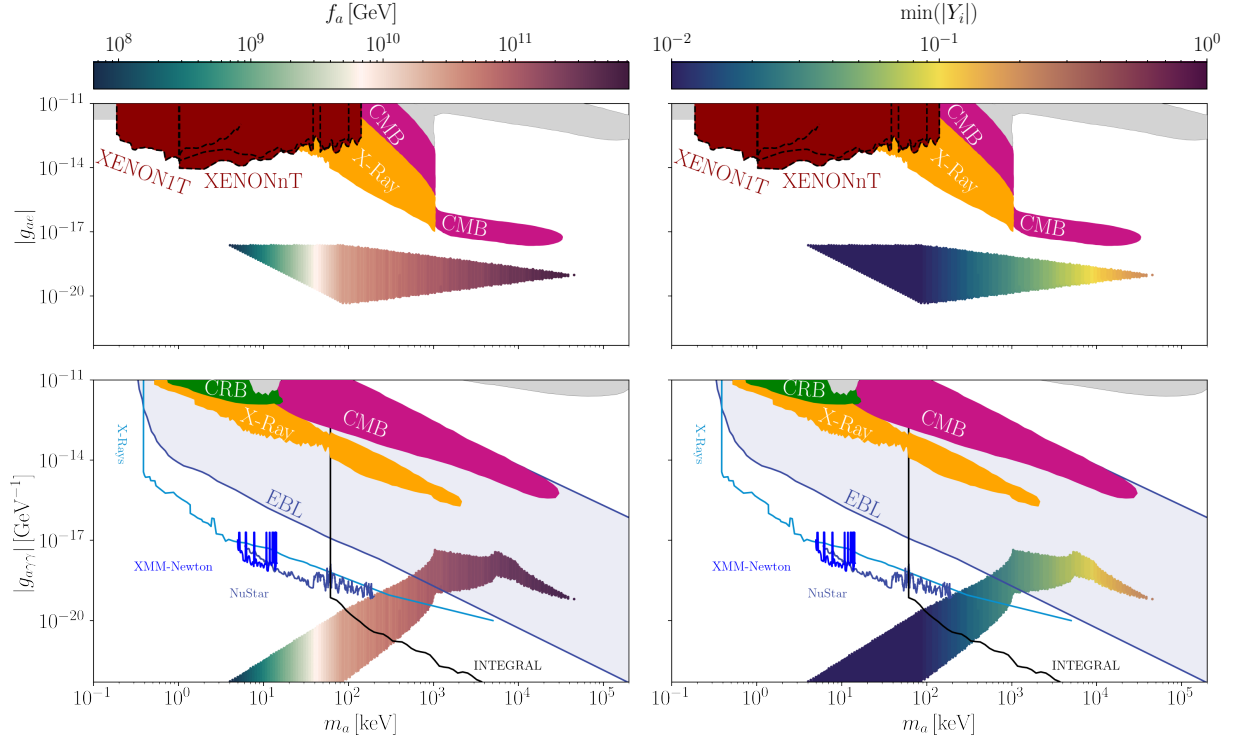 f_a [GeV]
min(|Y_i|)
10^8 10^9 10^10 10^11
10^-2 10^-1 10^0
10^-11
10^-14
10^-17
10^-20
|g_ae|
XENON1T
XENONnT
CMB
X-Ray
CMB
XENON1T
XENONnT
CMB
X-Ray
CMB
10^-11
10^-14
10^-17
10^-20
|g_aγγ| [GeV^-1]
CRB
X-Ray
CMB
X-Rays
EBL
XMM-Newton
NuStar
INTEGRAL
10^-1 10^0 10^1 10^2 10^3 10^4 10^5
m_a [keV]
CRB
X-Ray
CMB
X-Rays
EBL
XMM-Newton
NuStar
INTEGRAL
10^-1 10^0 10^1 10^2 10^3 10^4 10^5
m_a [keV]